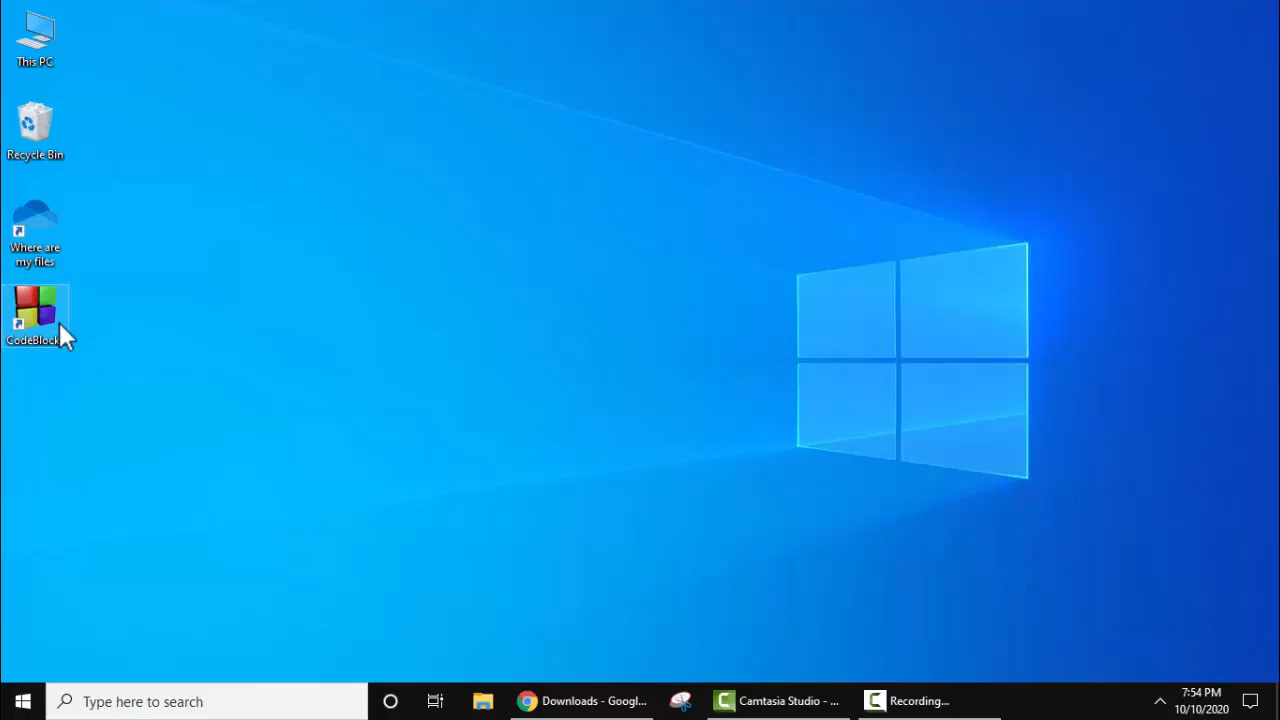 This PC
Recycle Bin
Where are
my files
CodeBlock
Type here to search
Downloads - Googl...
Camtasia Studio - ...
Recording...
7:54 PM
10/10/2020